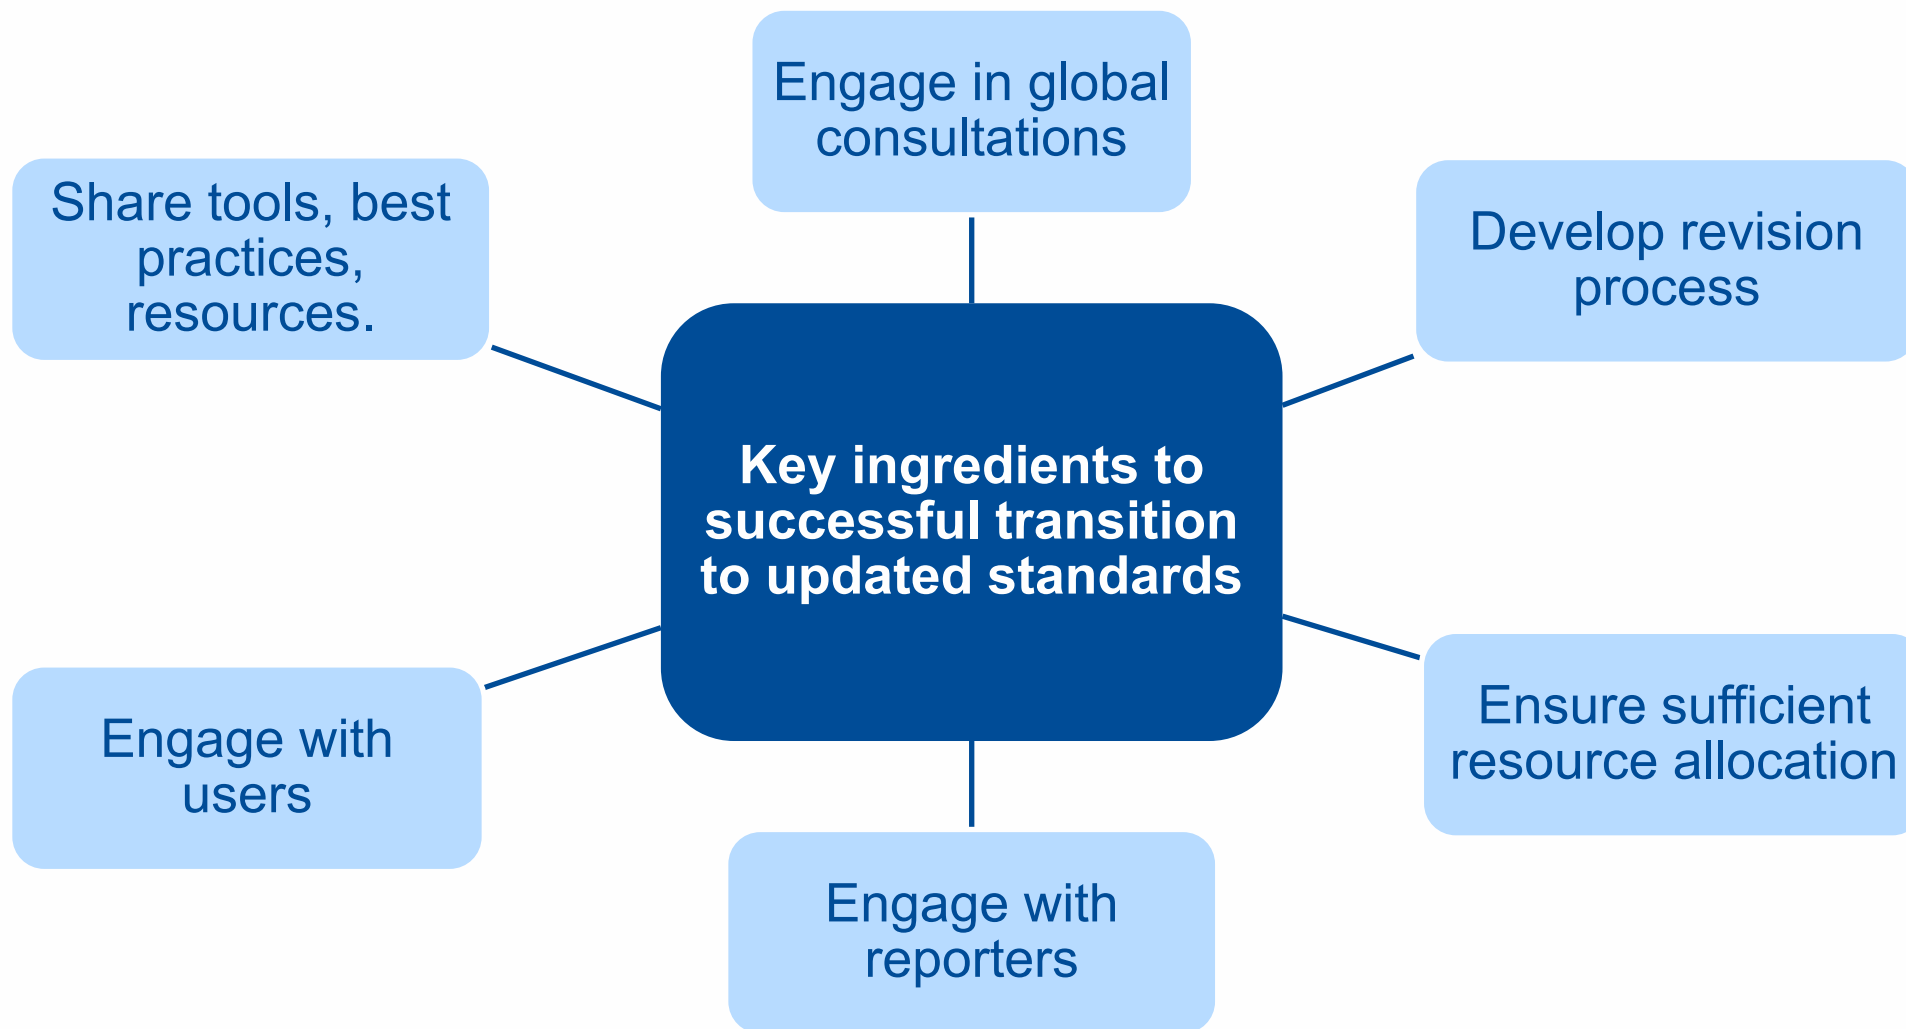 Engage in global
consultations
Share tools, best
practices,
resources.
Develop revision
process
Key ingredients to
successful transition
to updated standards
Engage with
users
Ensure sufficient
resource allocation
Engage with
reporters